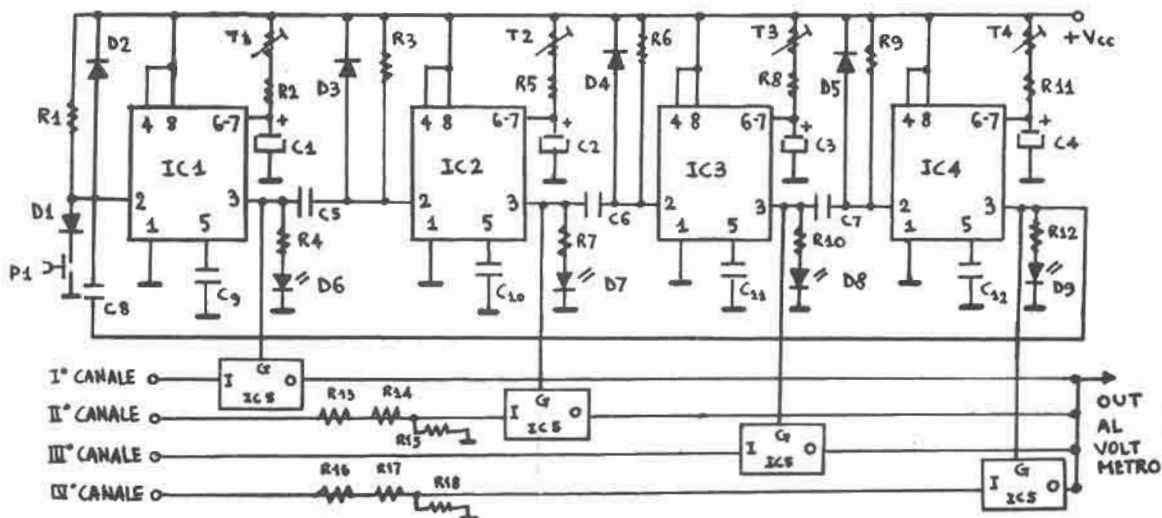 D2 T1 R3 T2 R6 T3 R9 T4 +Vcc
R1 R2 D3 R5 D4 R8 D5 R11
4 8 6-7 + C1 4 8 6-7 + C2 4 8 6-7 + C3 4 8 6-7 + C4
IC1 IC2 IC3 IC4
2 3 C5 2 3 C6 2 3 C7 2 3
D1 1 5 R4 1 5 R7 1 5 R10 1 5 R12
P1 C8 C9 D6 C10 D7 C11 D8 C12 D9
I° CANALE I G O IC5
II° CANALE R13 R14 R15 I G O IC5
III° CANALE I G O IC5
IV° CANALE R16 R17 R18 I G O IC5
OUT
AL
VOLT
METRO